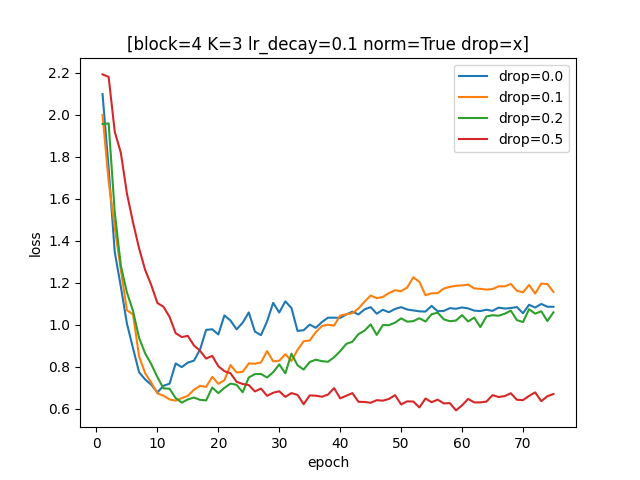 [block=4 K=3 lr_decay=0.1 norm=True drop=x]
drop=0.0
drop=0.1
drop=0.2
drop=0.5
loss
2.2
2.0
1.8
1.6
1.4
1.2
1.0
0.8
0.6
0 10 20 30 40 50 60 70
epoch